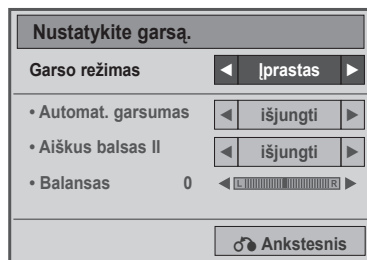 Nustatykite garsą.
Garso režimas ◄ Įprastas ►
• Automat. garsumas ◄ išjungti ►
• Aiškus balsas II ◄ išjungti ►
• Balansas 0 ◄ L R ►
Ankstesnis